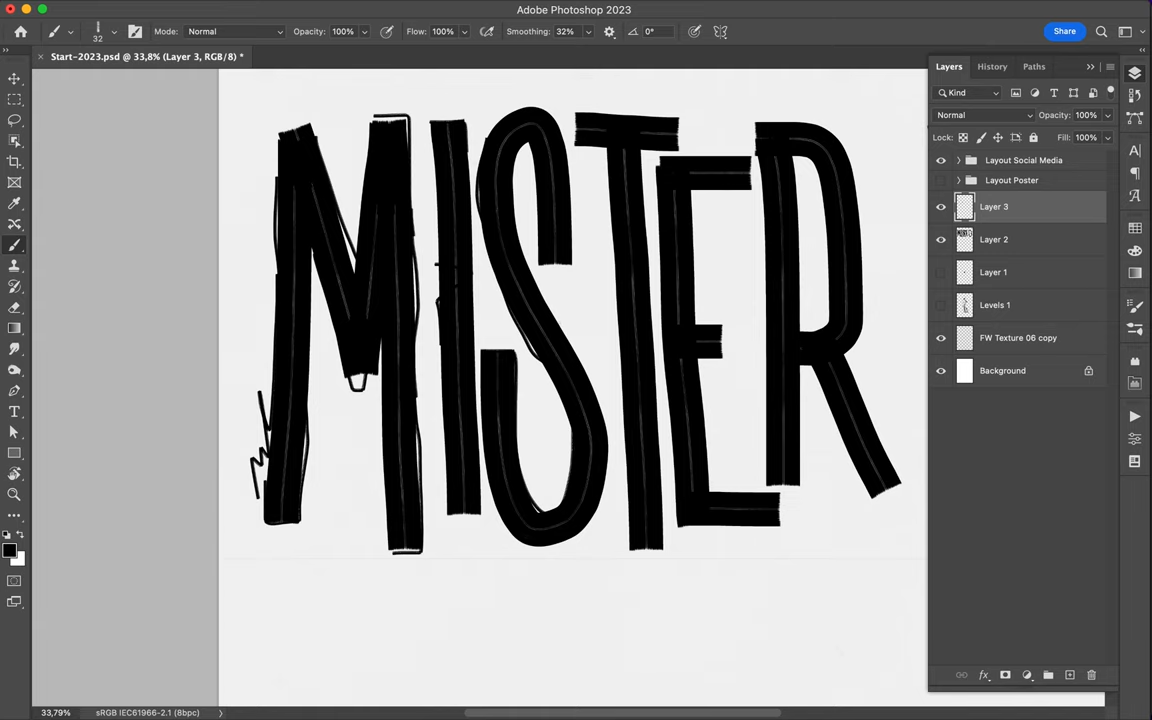 Adobe Photoshop 2023
32
Mode: Normal
Opacity: 100%
Flow: 100%
Smoothing: 32%
0°
Share
Start-2023.psd @ 33,8% (Layer 3, RGB/8) *
Layers
History
Paths
Kind
Normal
Opacity: 100%
Lock:
Fill: 100%
Layout Social Media
Layout Poster
Layer 3
Layer 2
Layer 1
Levels 1
FW Texture 06 copy
Background
MISTER
33,79%
sRGB IEC61966-2.1 (8bpc)